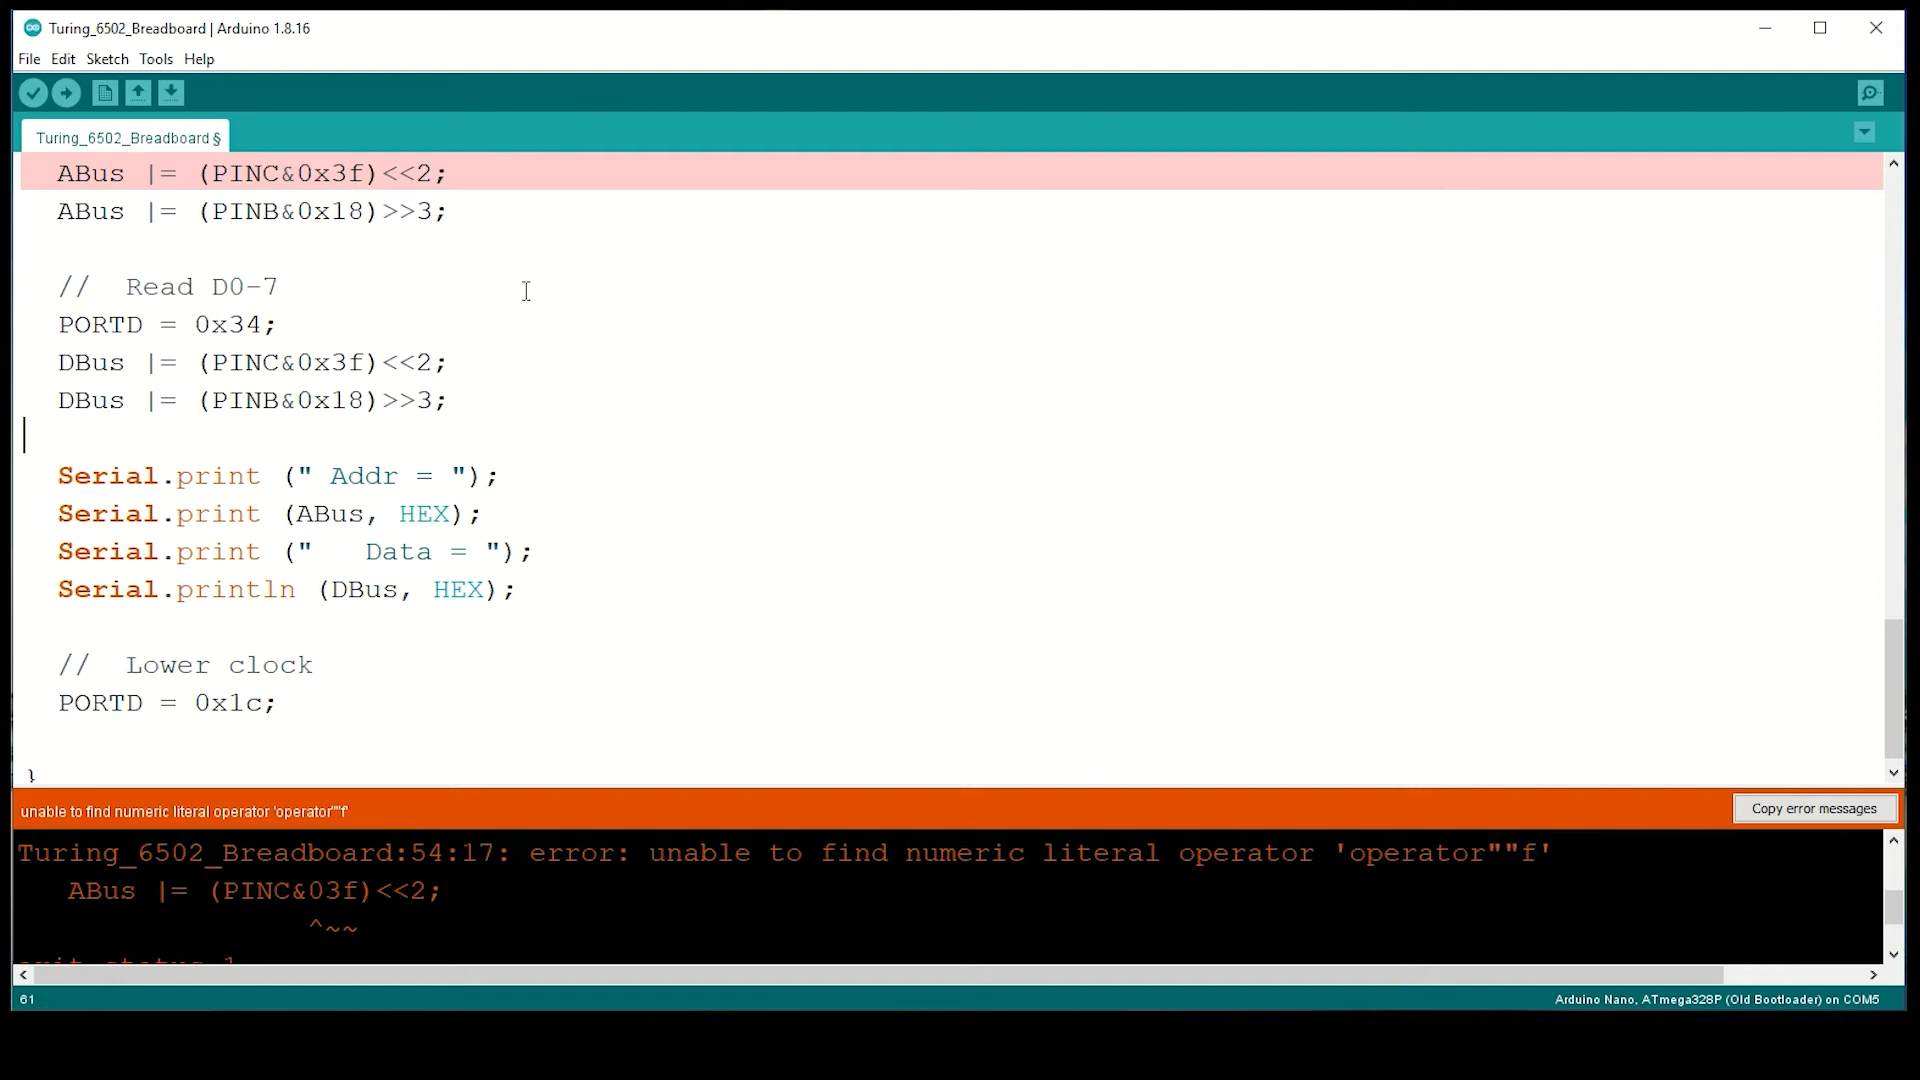 Turing_6502_Breadboard | Arduino 1.8.16
File Edit Sketch Tools Help
Turing_6502_Breadboard §
ABus |= (PINC&0x3f)<<2;
ABus |= (PINB&0x18)>>3;
// Read D0-7
PORTD = 0x34;
DBus |= (PINC&0x3f)<<2;
DBus |= (PINB&0x18)>>3;
Serial.print (" Addr = ");
Serial.print (ABus, HEX);
Serial.print ("   Data = ");
Serial.println (DBus, HEX);
// Lower clock
PORTD = 0x1c;
}
unable to find numeric literal operator 'operator""f'
Copy error messages
Turing_6502_Breadboard:54:17: error: unable to find numeric literal operator 'operator""f'
ABus |= (PINC&03f)<<2;
^~~
exit status 1
61
Arduino Nano, ATmega328P (Old Bootloader) on COM5